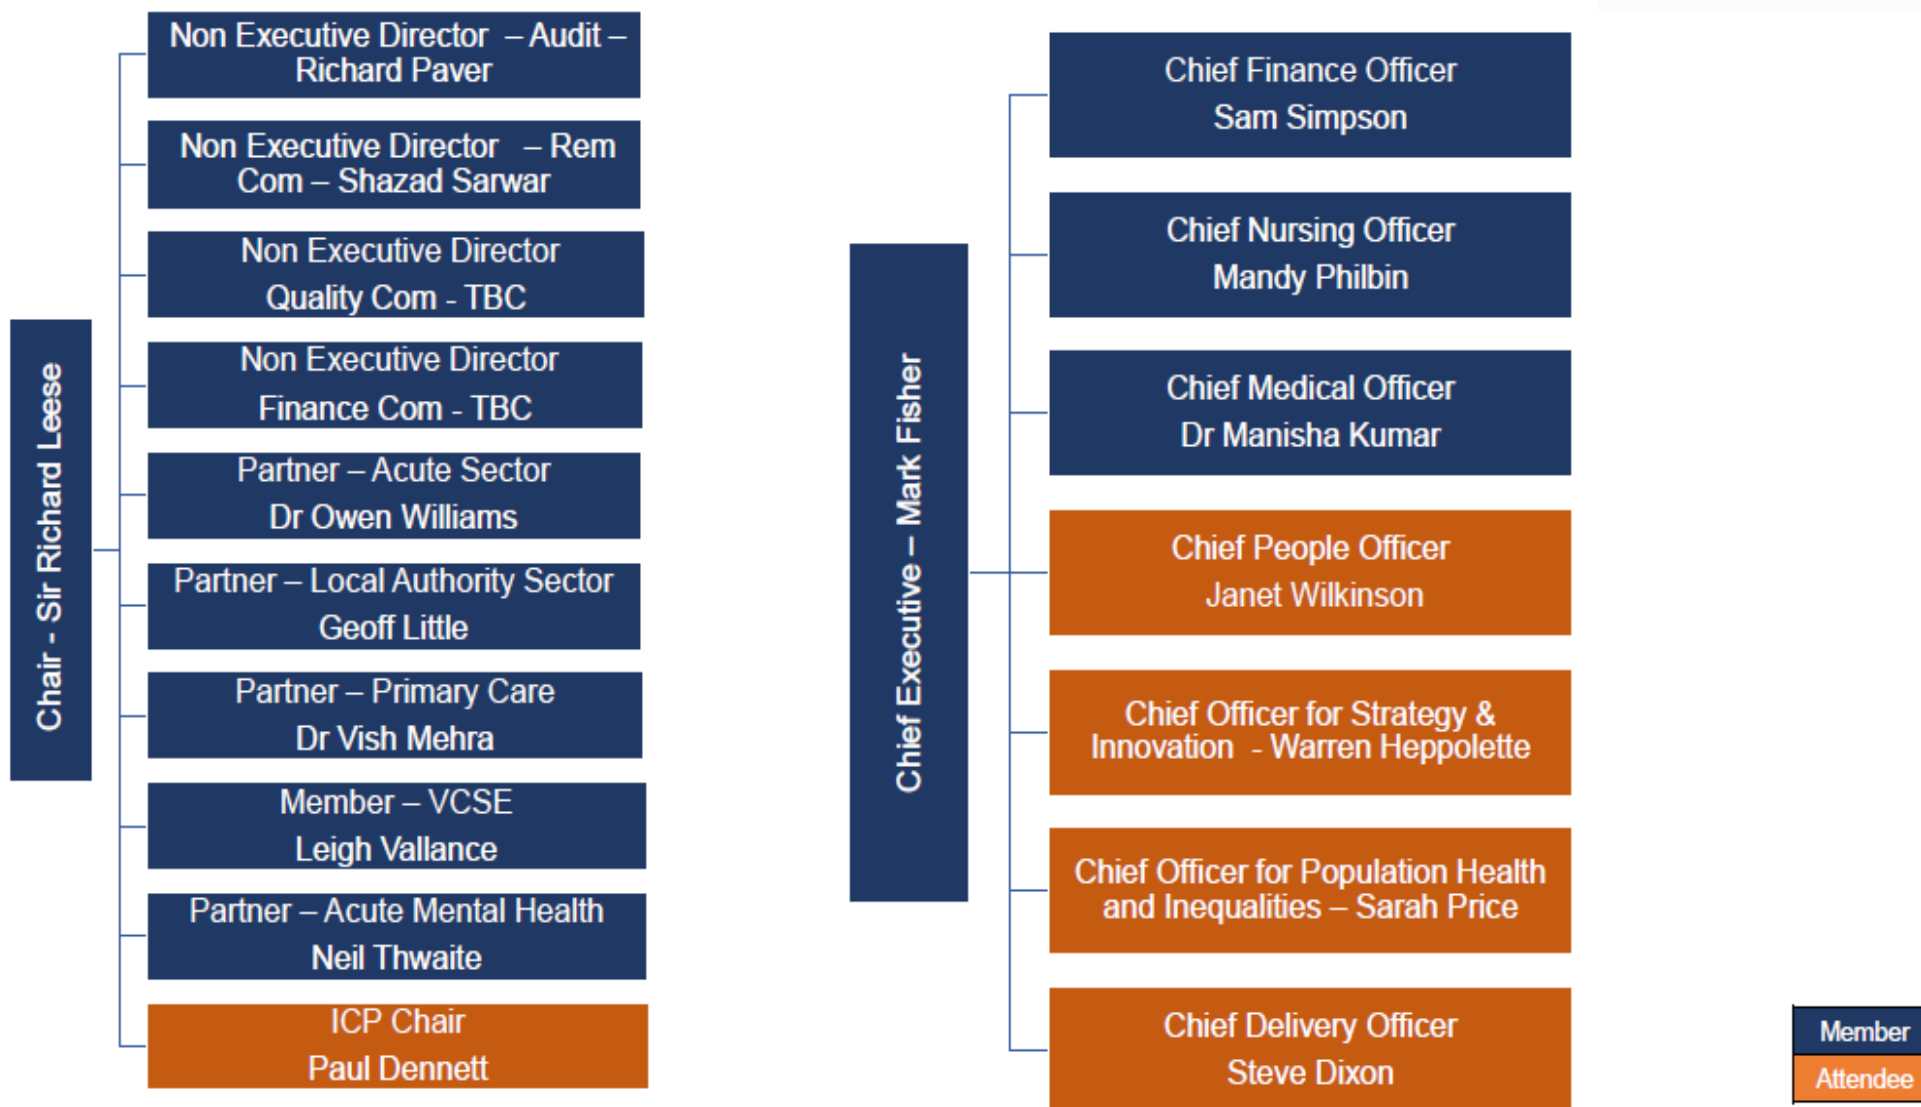 Chair - Sir Richard Leese
Non Executive Director – Audit –
Richard Paver
Non Executive Director – Rem
Com – Shazad Sarwar
Non Executive Director
Quality Com - TBC
Non Executive Director
Finance Com - TBC
Partner – Acute Sector
Dr Owen Williams
Partner – Local Authority Sector
Geoff Little
Partner – Primary Care
Dr Vish Mehra
Member – VCSE
Leigh Vallance
Partner – Acute Mental Health
Neil Thwaite
ICP Chair
Paul Dennett
Chief Executive – Mark Fisher
Chief Finance Officer
Sam Simpson
Chief Nursing Officer
Mandy Philbin
Chief Medical Officer
Dr Manisha Kumar
Chief People Officer
Janet Wilkinson
Chief Officer for Strategy &
Innovation - Warren Heppolette
Chief Officer for Population Health
and Inequalities – Sarah Price
Chief Delivery Officer
Steve Dixon
Member
Attendee